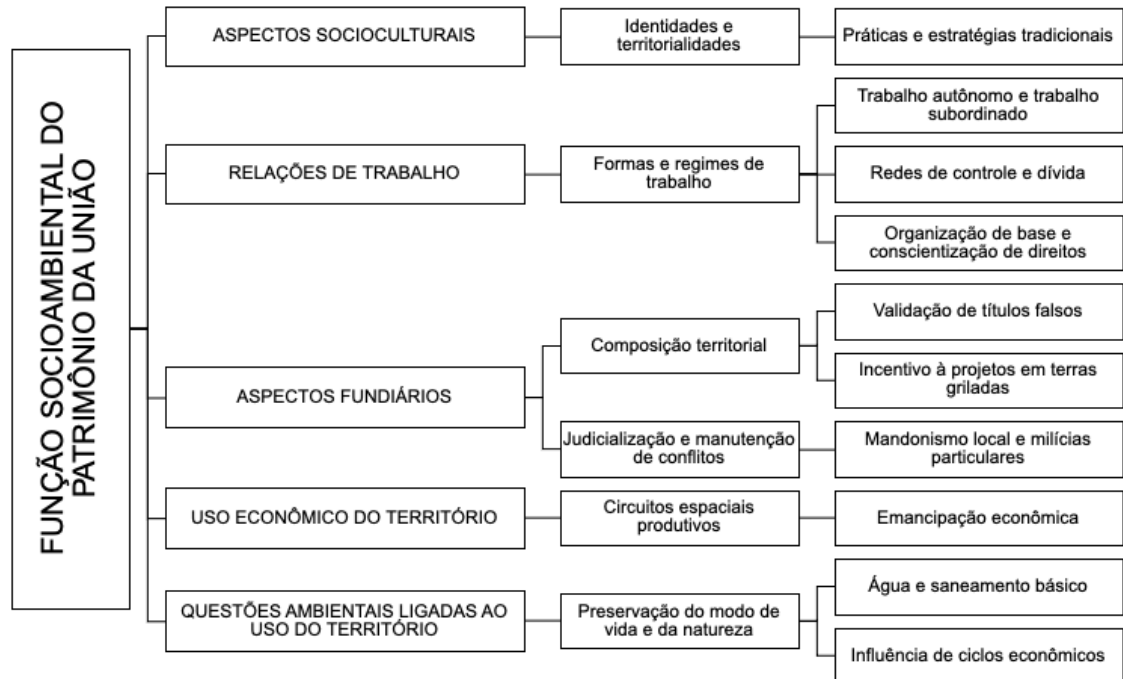 FUNÇÃO SOCIOAMBIENTAL DO
PATRIMÔNIO DA UNIÃO
ASPECTOS SOCIOCULTURAIS
Identidades e
territorialidades
Práticas e estratégias tradicionais
RELAÇÕES DE TRABALHO
Formas e regimes de
trabalho
Trabalho autônomo e trabalho
subordinado
Redes de controle e dívida
Organização de base e
conscientização de direitos
ASPECTOS FUNDIÁRIOS
Composição territorial
Validação de títulos falsos
Incentivo à projetos em terras
griladas
Judicialização e manutenção
de conflitos
Mandonismo local e milícias
particulares
USO ECONÔMICO DO TERRITÓRIO
Circuitos espaciais
produtivos
Emancipação econômica
QUESTÕES AMBIENTAIS LIGADAS AO
USO DO TERRITÓRIO
Preservação do modo de
vida e da natureza
Água e saneamento básico
Influência de ciclos econômicos